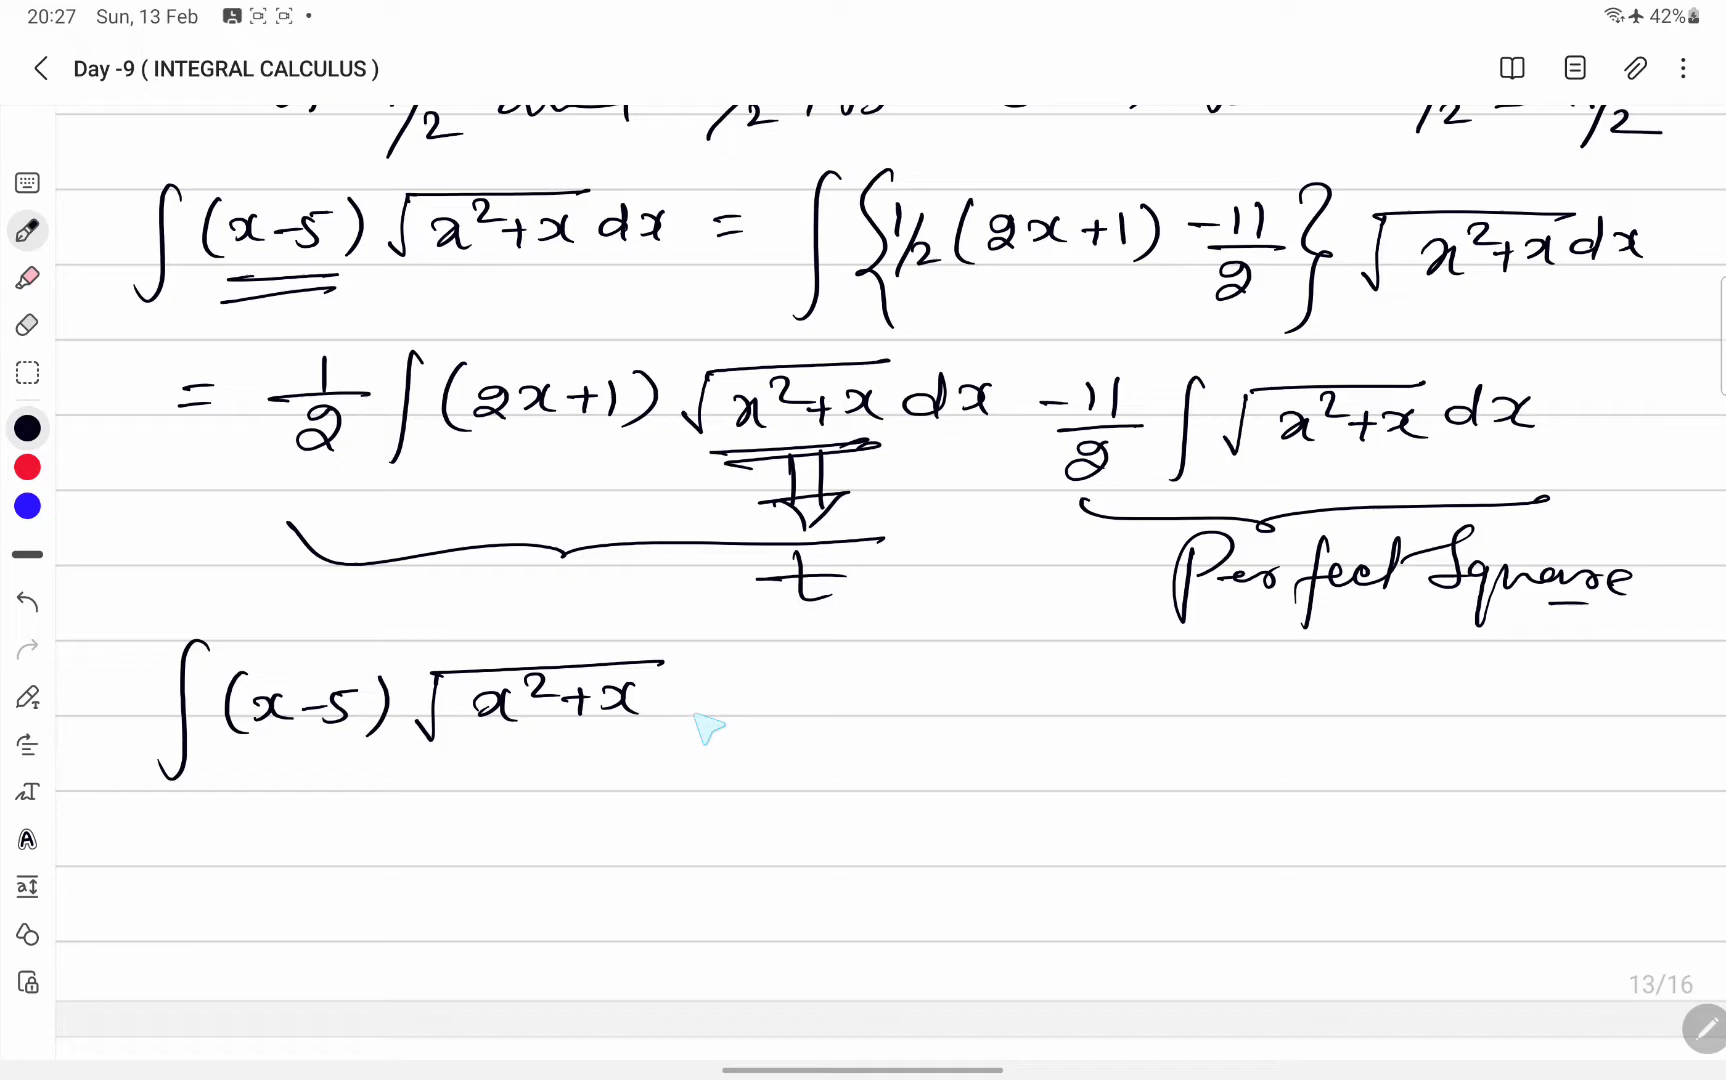 20:27 Sun, 13 Feb 42%
Day -9 ( INTEGRAL CALCULUS )
∫ (x-5) √(x²+x) dx = ∫ {1/2 (2x+1) -11/2} √(x²+x) dx
= 1/2 ∫ (2x+1) √(x²+x) dx -11/2 ∫ √(x²+x) dx
t
Perfect Square
∫ (x-5) √(x²+x)
13/16